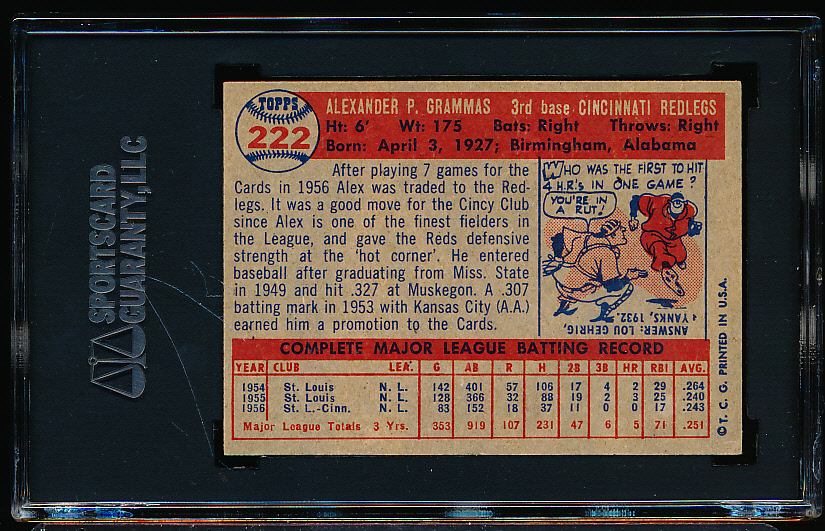 SPORTSCARD
GUARANTY, LLC
TOPPS
222
ALEXANDER P. GRAMMAS 3rd base CINCINNATI REDLEGS
Ht: 6' Wt: 175 Bats: Right Throws: Right
Born: April 3, 1927; Birmingham, Alabama
After playing 7 games for the
Cards in 1956 Alex was traded to the Red-
legs. It was a good move for the Cincy Club
since Alex is one of the finest fielders in
the League, and gave the Reds defensive
strength at the 'hot corner'. He entered
baseball after graduating from Miss. State
in 1949 and hit .327 at Muskegon. A .307
batting mark in 1953 with Kansas City (A.A.)
earned him a promotion to the Cards.
WHO WAS THE FIRST TO HIT
4 H.R.'s IN ONE GAME?
YOU'RE IN
A RUT!
ANSWER: LOU GEHRIG,
YANKS, 1932.
COMPLETE MAJOR LEAGUE BATTING RECORD
YEAR CLUB LEA. G AB R H 2B 3B HR RBI AVG.
1954 St. Louis N. L. 142 401 57 106 17 4 2 29 .264
1955 St. Louis N. L. 128 366 32 88 19 2 3 25 .240
1956 St. L.-Cinn. N. L. 83 152 18 37 11 0 0 17 .243
Major League Totals 3 Yrs. 353 919 107 231 47 6 5 71 .251
© T. C. G. PRINTED IN U.S.A.